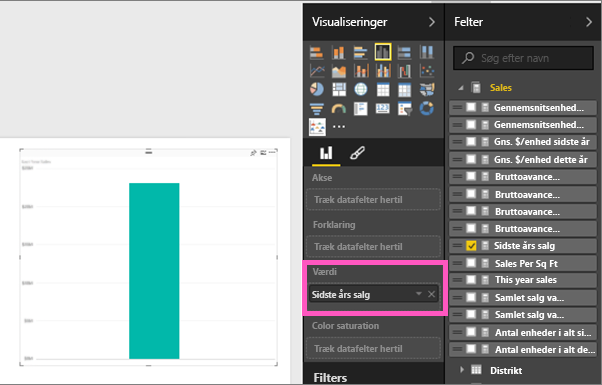 Visualiseringer
Felter
Søg efter navn
Sales
Gennemsnitsenhed...
Gennemsnitsenhed...
Gns. $/enhed sidste år
Gns. $/enhed dette år
Bruttoavance...
Bruttoavance...
Bruttoavance...
Bruttoavance...
Sidste års salg
Sales Per Sq Ft
This year sales
Samlet salg va...
Samlet salg va...
Antal enheder i alt si...
Antal enheder i alt de...
Distrikt
Akse
Træk datafelter hertil
Forklaring
Træk datafelter hertil
Værdi
Sidste års salg
Color saturation
Træk datafelter hertil
Filters